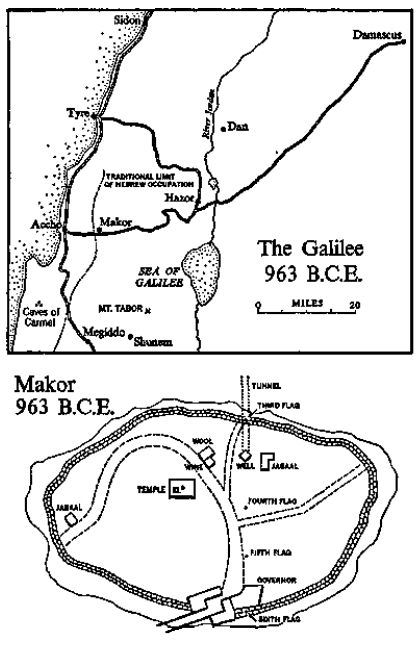 Sidon
Damascus
Tyre
River Jordan
Dan
TRADITIONAL LIMIT
OF HEBREW OCCUPATION
Hazor
Accho
Makor
The Galilee
963 B.C.E.
SEA OF
GALILEE
MILES
0 20
Caves of
Carmel
MT. TABOR
Megiddo
Shunem
Makor
963 B.C.E.
TUNNEL
THIRD FLAG
WOOL
WINE
WELL
JABAAL
TEMPLE
JABAAL
FOURTH FLAG
FIFTH FLAG
GOVERNOR
SIXTH FLAG